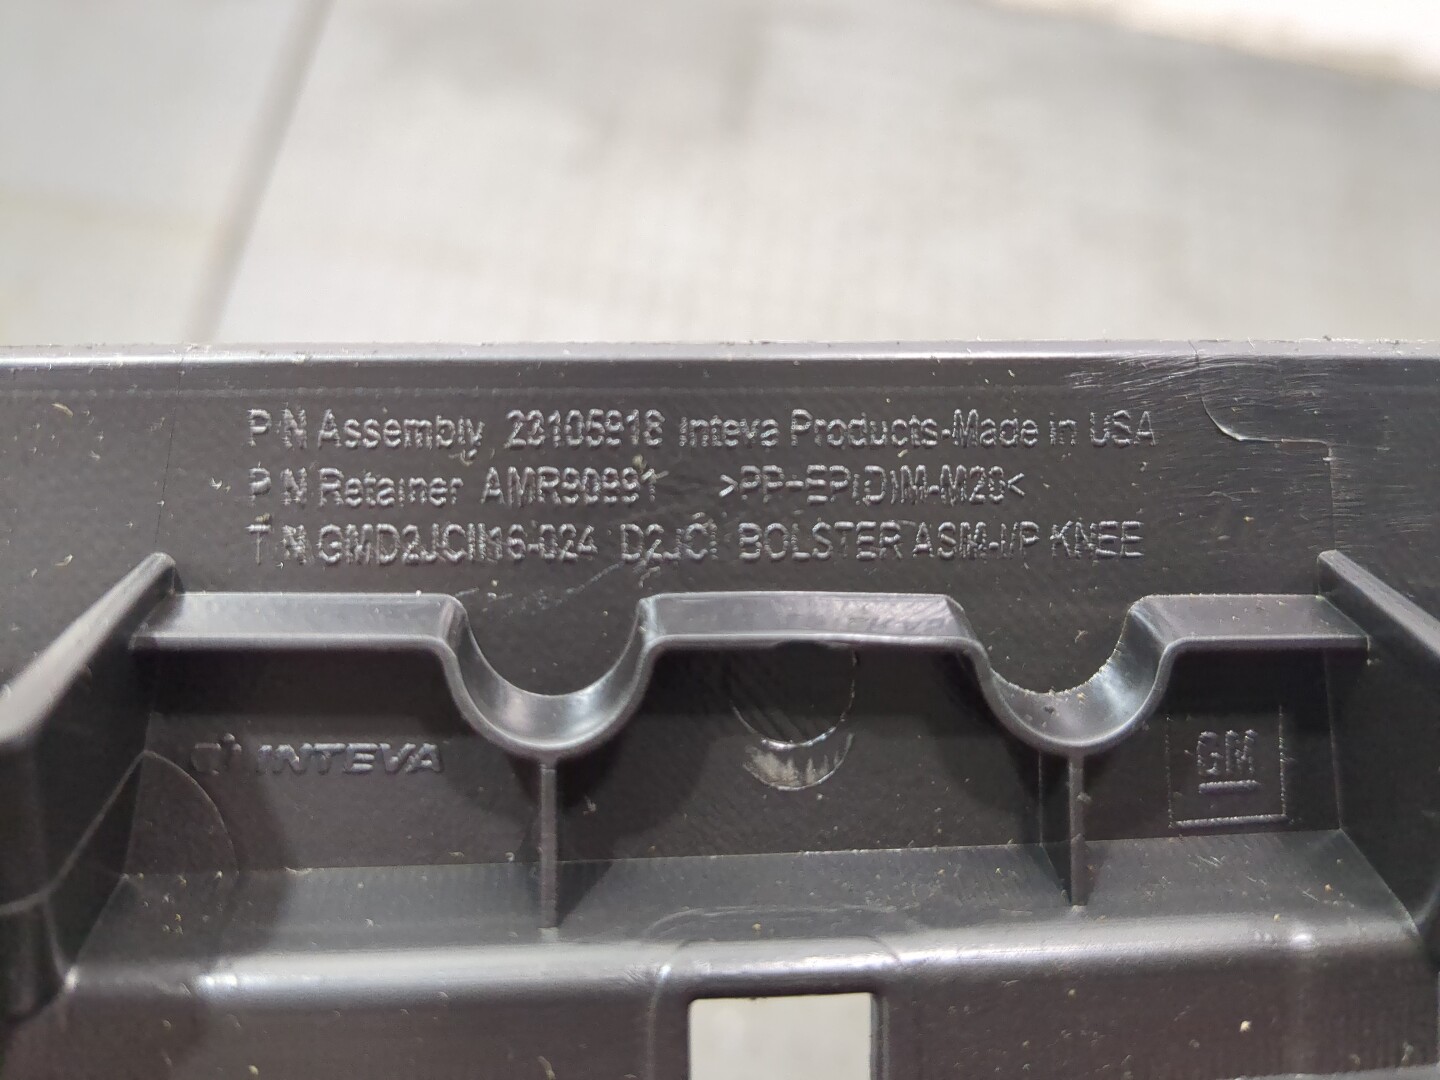 P/N Assembly 23105918 Inteva Products-Made in USA
P/N Retainer AMR90991 >PP+EP(D)M-M20<
T/N GMD2JCII16-024 D2JCI BOLSTER ASM-I/P KNEE
INTEVA
GM